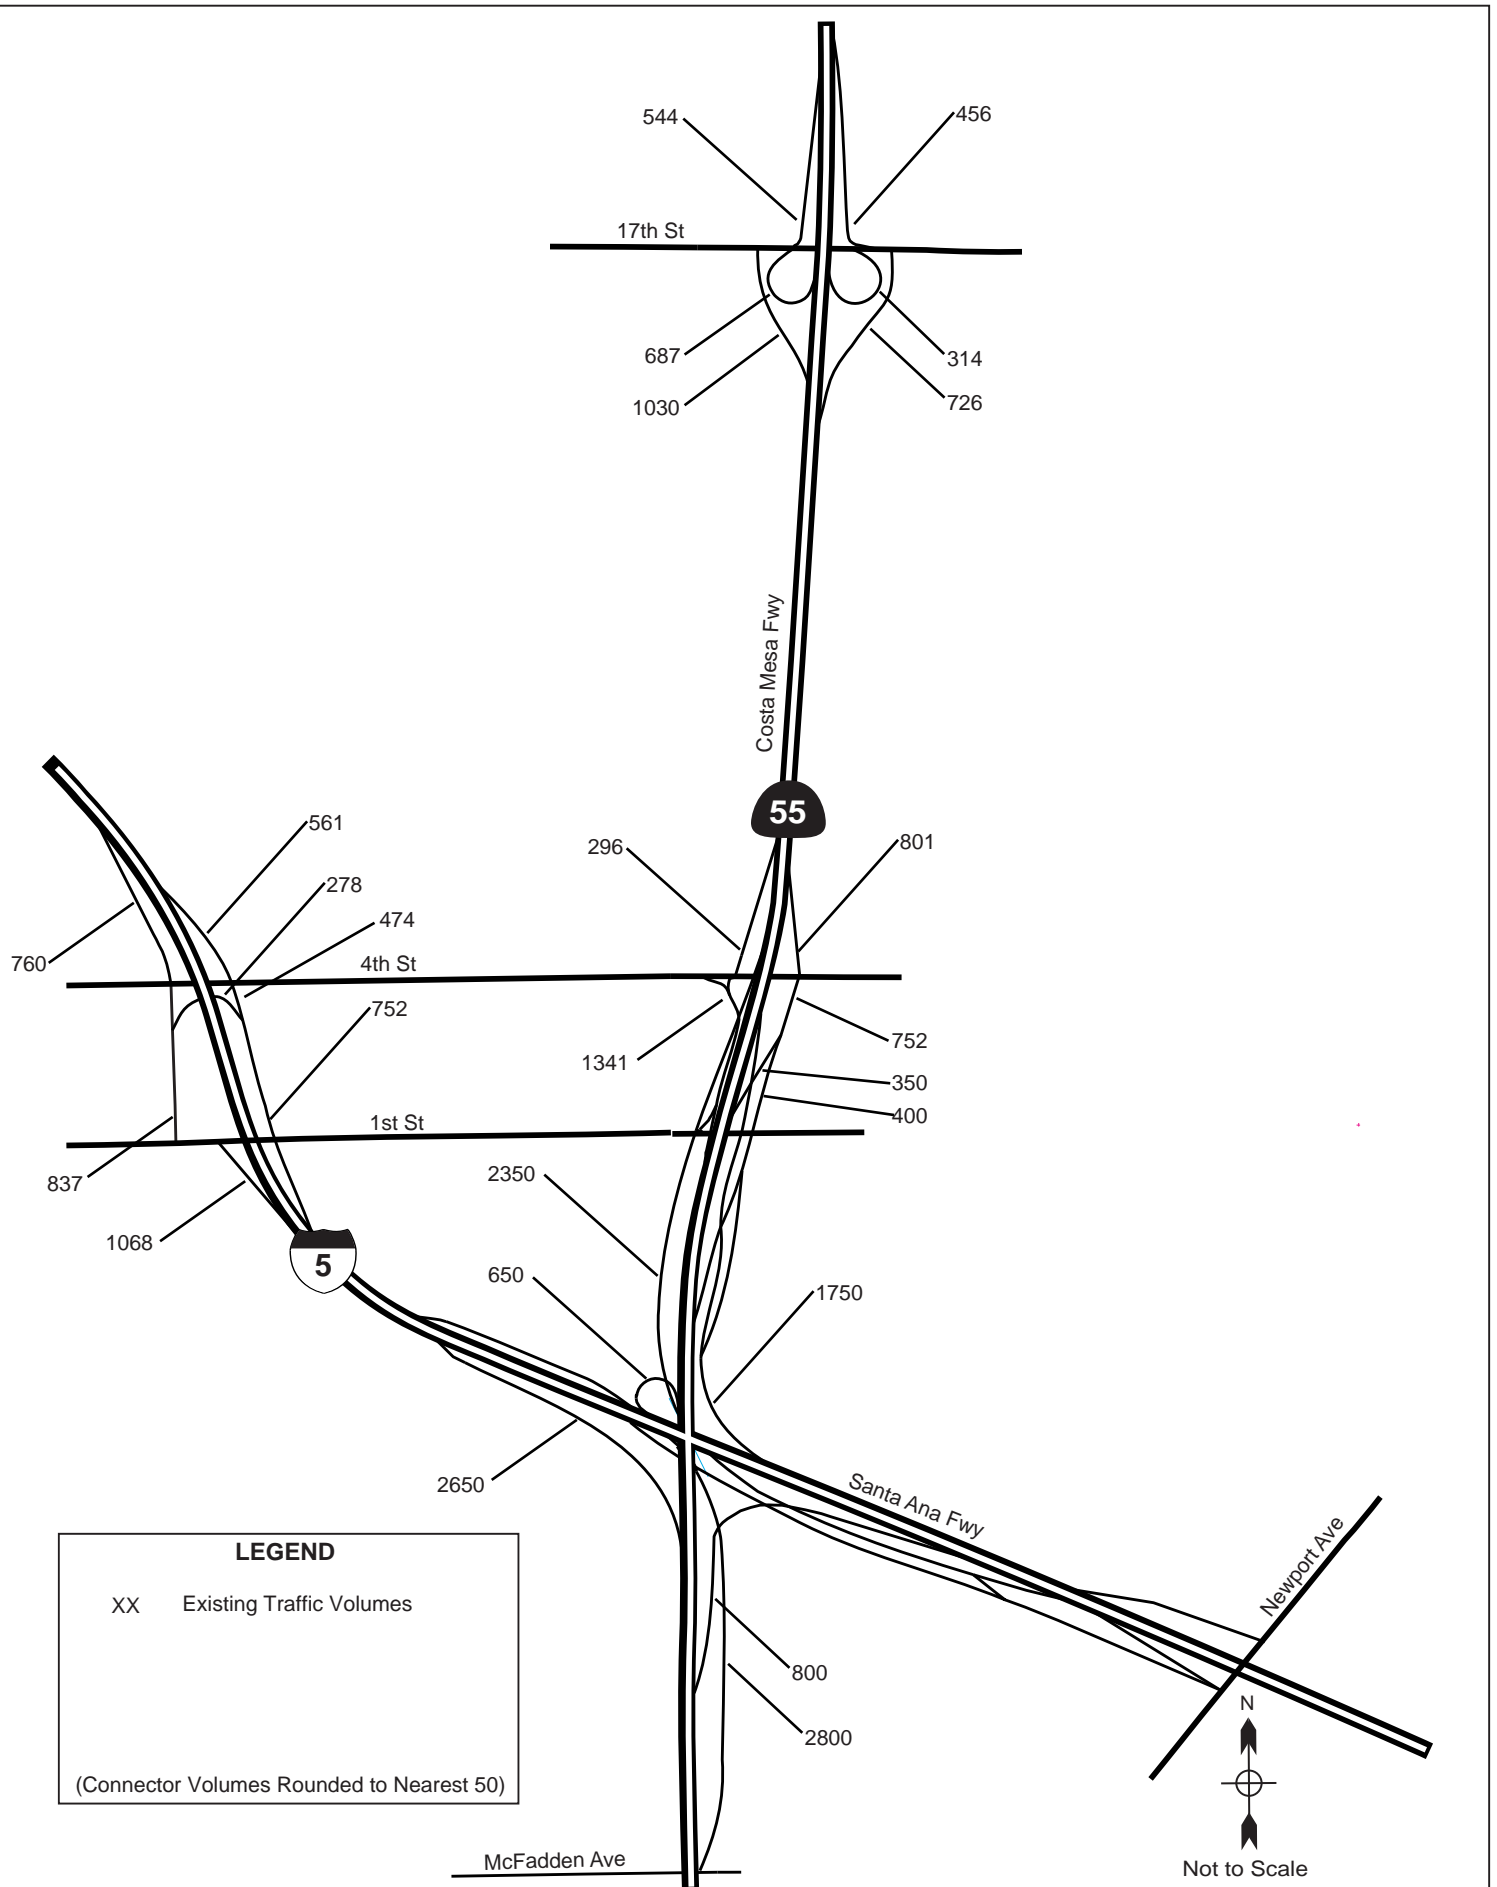 544
456
17th St
687
314
1030
726
Costa Mesa Fwy
55
561
296
801
278
474
760
4th St
752
752
1341
350
400
1st St
837
2350
1068
5
650
1750
2650
Santa Ana Fwy
Newport Ave
LEGEND
XX Existing Traffic Volumes
800
N
2800
(Connector Volumes Rounded to Nearest 50)
McFadden Ave
Not to Scale